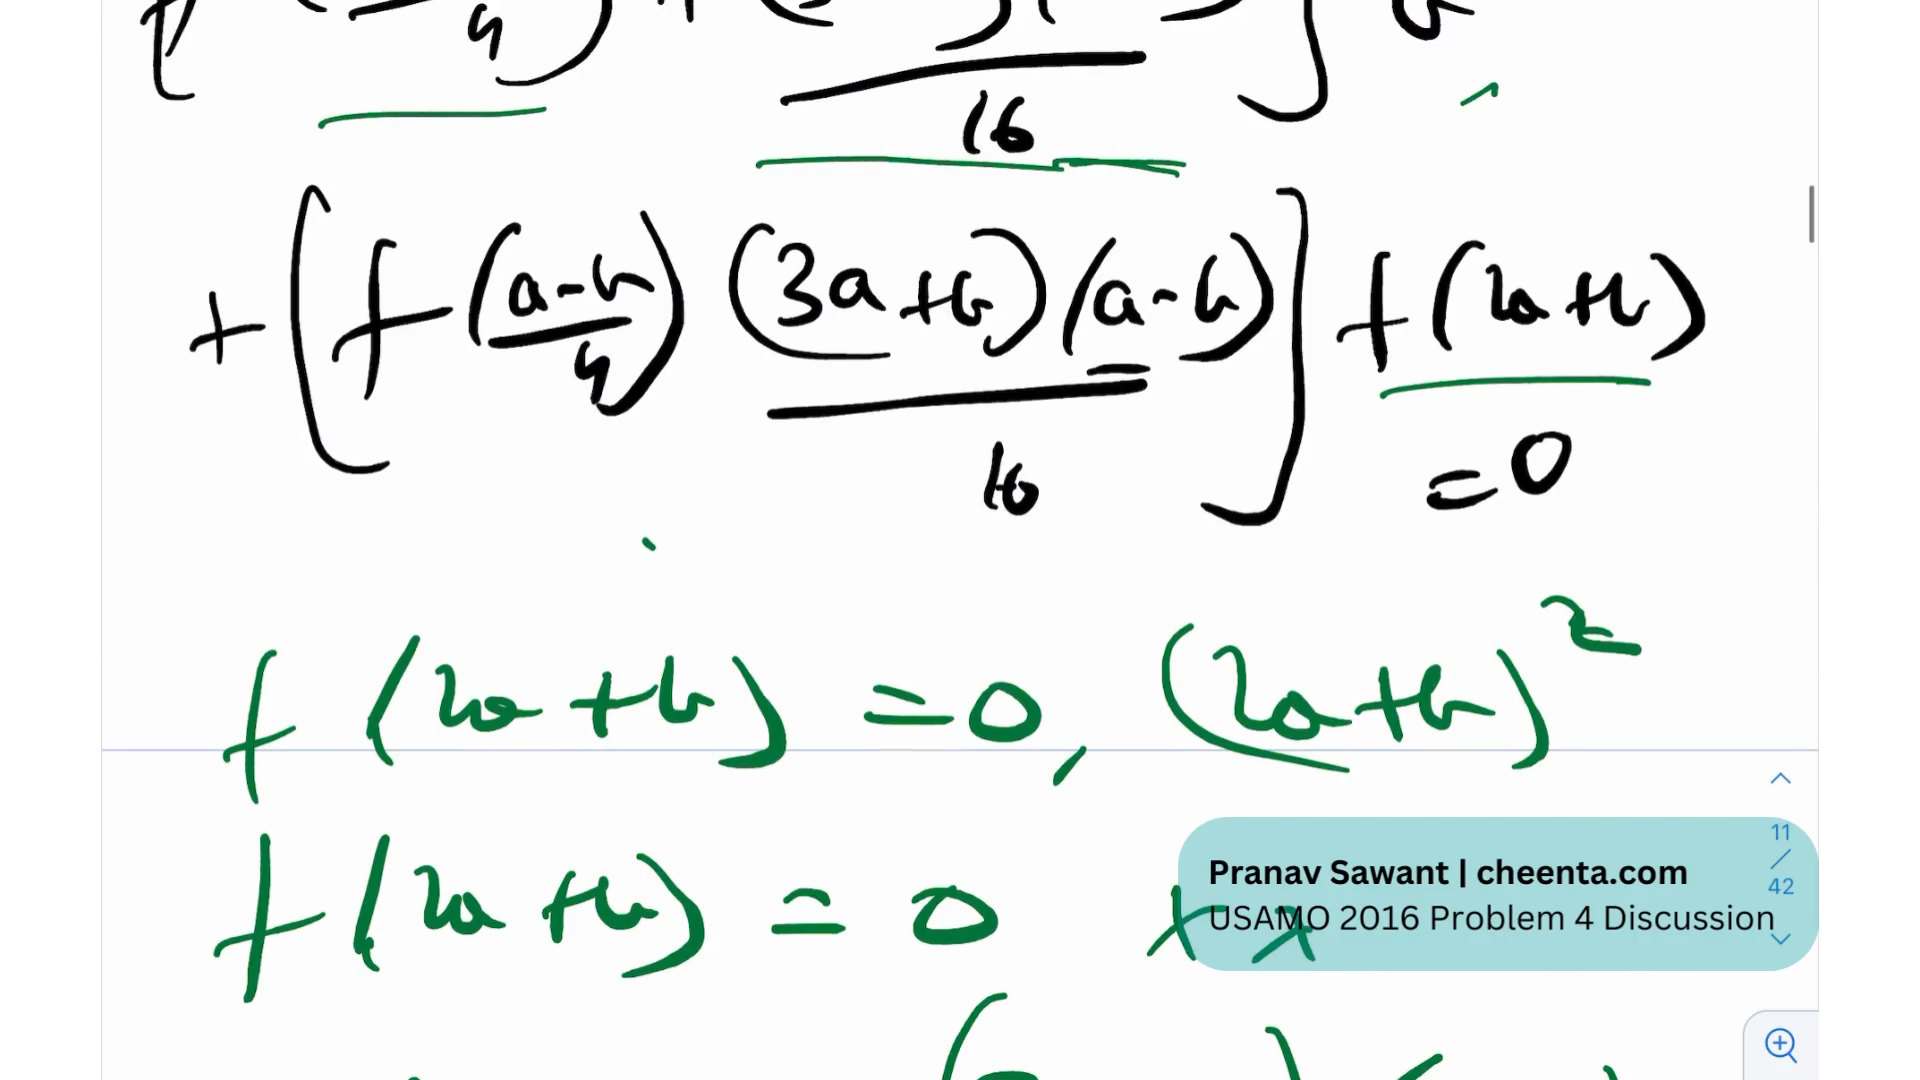 4
16
+ [f (a-b)/4) (3a+b)(a-b)/16] f(2a+b)
= 0
f (2a+b) = 0, (2a+b)²
f (2a+b) = 0
Pranav Sawant | cheenta.com
USAMO 2016 Problem 4 Discussion
11
/
42